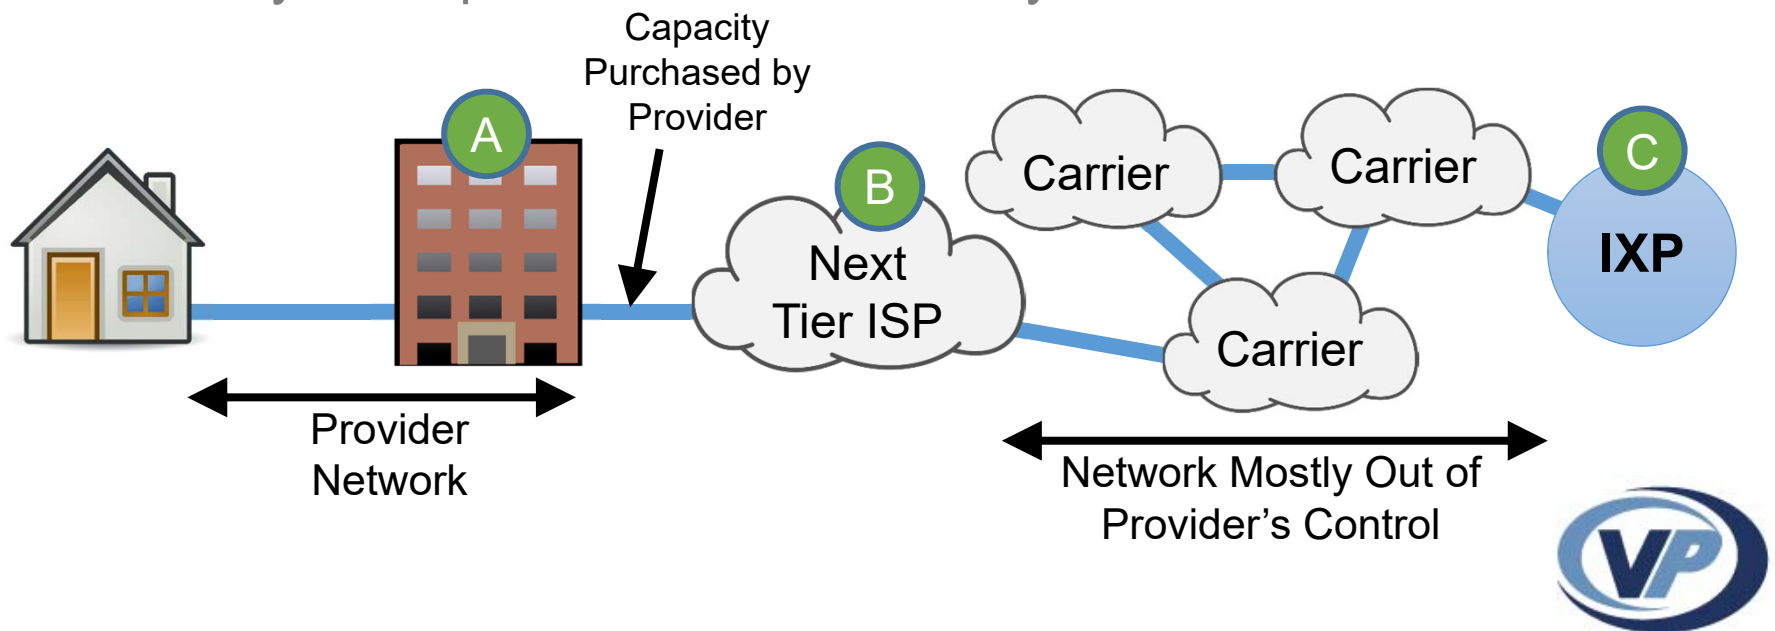 Capacity
Purchased by
Provider
A
B
C
Carrier
Carrier
IXP
Next
Tier ISP
Carrier
Provider
Network
Network Mostly Out of
Provider’s Control
VP